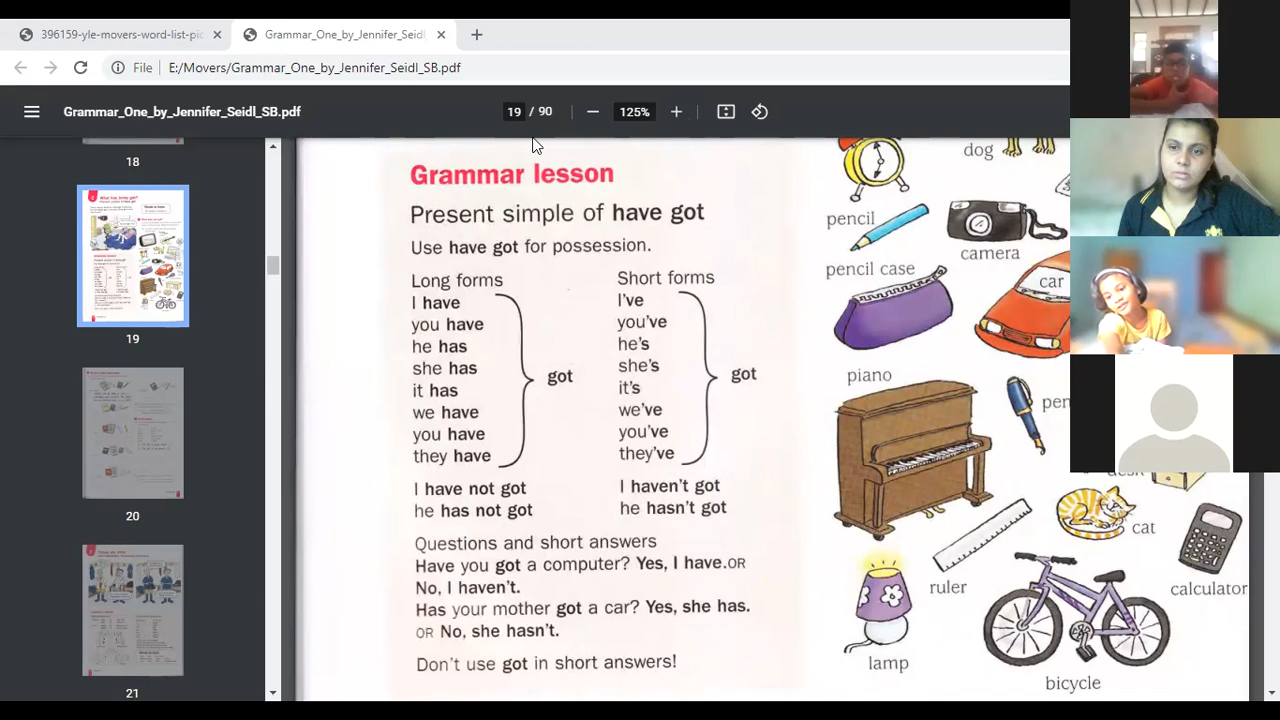 396159-yle-movers-word-list-pic
Grammar_One_by_Jennifer_Seidl
File E:/Movers/Grammar_One_by_Jennifer_Seidl_SB.pdf
Grammar_One_by_Jennifer_Seidl_SB.pdf
19 / 90
125%
18
19
20
21
Grammar lesson
Present simple of have got
Use have got for possession.
Long forms
I have
you have
he has
she has
it has
we have
you have
they have
got
Short forms
I've
you've
he's
she's
it's
we've
you've
they've
got
I have not got
he has not got
I haven't got
he hasn't got
Questions and short answers
Have you got a computer? Yes, I have. OR
No, I haven't.
Has your mother got a car? Yes, she has.
OR No, she hasn't.
Don't use got in short answers!
dog
pencil
camera
pencil case
car
piano
pen
desk
cat
ruler
calculator
lamp
bicycle